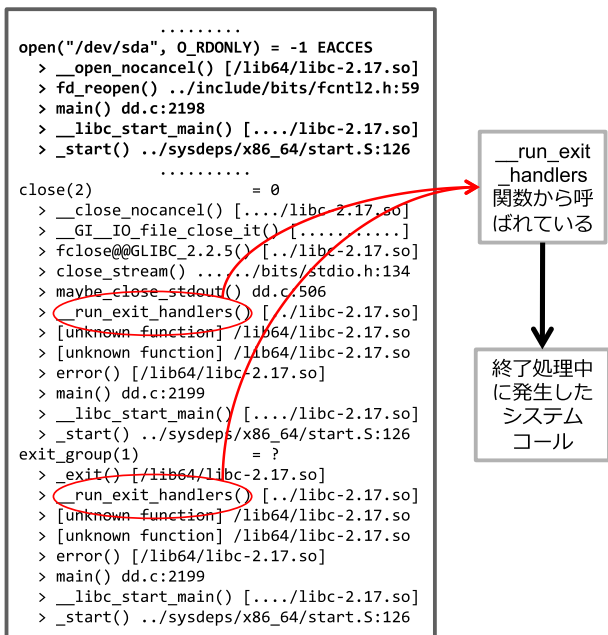 .........
open("/dev/sda", O_RDONLY) = -1 EACCES
> __open_nocancel() [/lib64/libc-2.17.so]
> fd_reopen() ../include/bits/fcntl2.h:59
> main() dd.c:2198
> __libc_start_main() [..../libc-2.17.so]
> _start() ../sysdeps/x86_64/start.S:126
..........
close(2) = 0
> __close_nocancel() [..../libc-2.17.so]
> __GI__IO_file_close_it() [...........]
> fclose@@GLIBC_2.2.5() [../libc-2.17.so]
> close_stream() ....../bits/stdio.h:134
> maybe_close_stdout() dd.c:506
> __run_exit_handlers() [../libc-2.17.so]
> [unknown function] /lib64/libc-2.17.so
> [unknown function] /lib64/libc-2.17.so
> error() [/lib64/libc-2.17.so]
> main() dd.c:2199
> __libc_start_main() [..../libc-2.17.so]
> _start() ../sysdeps/x86_64/start.S:126
exit_group(1) = ?
> _exit() [/lib64/libc-2.17.so]
> __run_exit_handlers() [../libc-2.17.so]
> [unknown function] /lib64/libc-2.17.so
> [unknown function] /lib64/libc-2.17.so
> error() [/lib64/libc-2.17.so]
> main() dd.c:2199
> __libc_start_main() [..../libc-2.17.so]
> _start() ../sysdeps/x86_64/start.S:126
__run_exit
_handlers
関数から呼
ばれている
終了処理中
に発生した
システム
コール